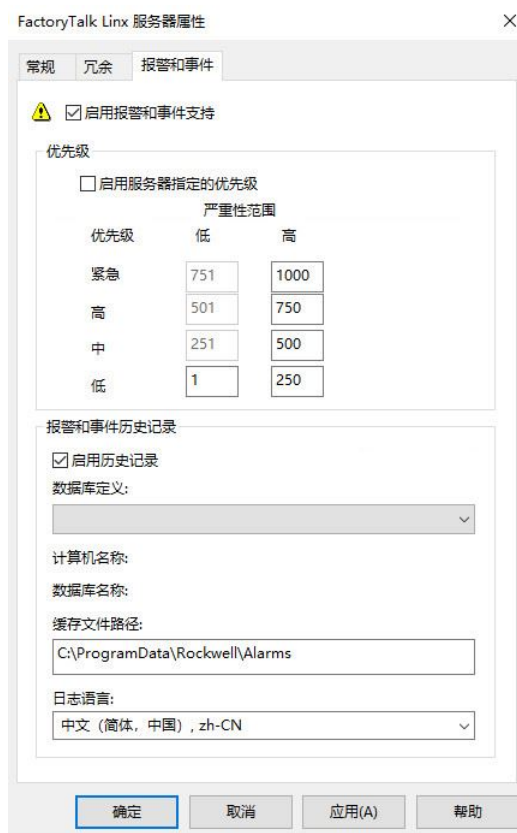 FactoryTalk Linx 服务器属性
常规 冗余 报警和事件
启用报警和事件支持
优先级
启用服务器指定的优先级
严重性范围
优先级 低 高
紧急 751 1000
高 501 750
中 251 500
低 1 250
报警和事件历史记录
启用历史记录
数据库定义:
计算机名称:
数据库名称:
缓存文件路径:
C:\ProgramData\Rockwell\Alarms
日志语言:
中文（简体，中国）, zh-CN
确定 取消 应用(A) 帮助